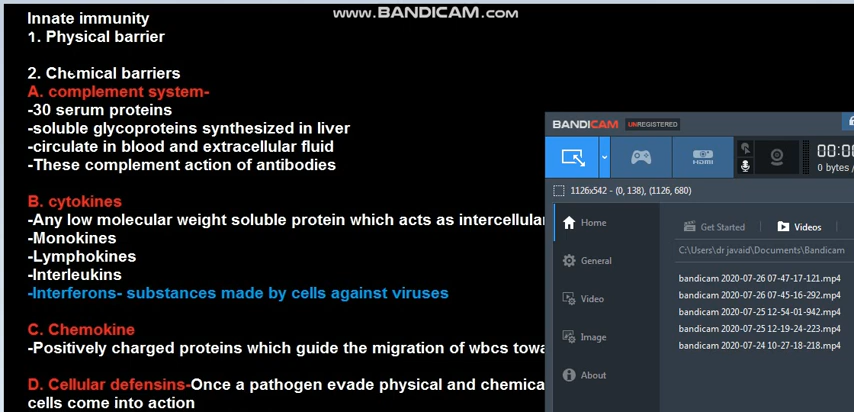 www.BANDICAM.com
Innate immunity
1. Physical barrier
2. Chemical barriers
A. complement system-
-30 serum proteins
-soluble glycoproteins synthesized in liver
-circulate in blood and extracellular fluid
-These complement action of antibodies
B. cytokines
-Any low molecular weight soluble protein which acts as intercellular
-Monokines
-Lymphokines
-Interleukins
-Interferons- substances made by cells against viruses
C. Chemokine
-Positively charged proteins which guide the migration of wbcs
D. Cellular defensins-Once a pathogen evade physical and
cells come into action
BANDICAM UNREGISTERED
HDMI
0 bytes /
1126x542 - (0, 138), (1126, 680)
Home
General
Video
Image
About
Get Started
Videos
C:\Users\dr javaid\Documents\Bandicam
bandicam 2020-07-26 07-47-17-121.mp4
bandicam 2020-07-26 07-45-16-292.mp4
bandicam 2020-07-25 12-54-01-942.mp4
bandicam 2020-07-25 12-19-24-223.mp4
bandicam 2020-07-24 10-27-18-218.mp4